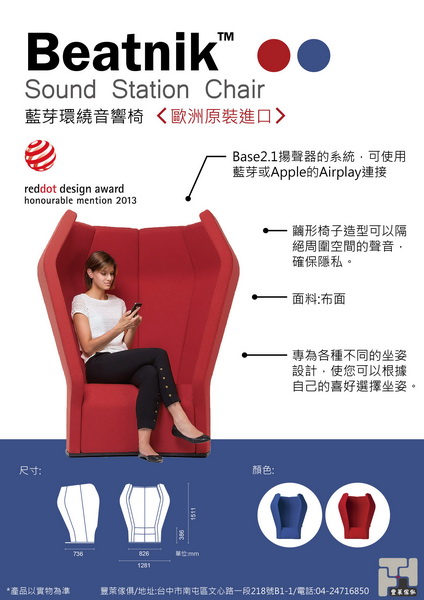 Beatnik™
Sound Station Chair
藍芽環繞音響椅 <歐洲原裝進口>
reddot design award
honourable mention 2013
Base2.1揚聲器的系統，可使用
藍芽或Apple的Airplay連接
繭形椅子造型可以隔
絕周圍空間的聲音，
確保隱私。
面料:布面
專為各種不同的坐姿
設計，使您可以根據
自己的喜好選擇坐姿。
尺寸:
顏色:
1511
386
736
826
單位:mm
1281
*產品以實物為準
豐萊傢俱/地址:台中市南屯區文心路一段218號B1-1/電話:04-24716850
豐萊傢俬